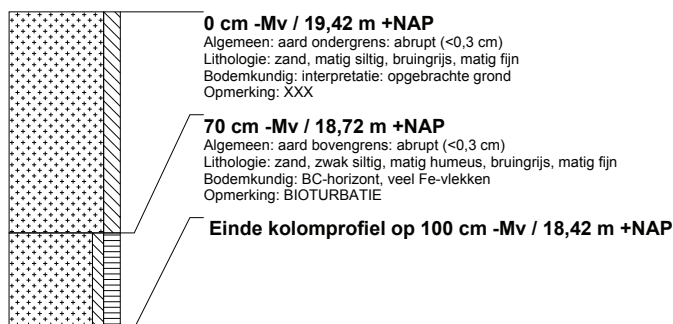 0 cm -Mv / 19,42 m +NAP
Algemeen: aard ondergrens: abrupt (<0,3 cm)
Lithologie: zand, matig siltig, bruingrijs, matig fijn
Bodemkundig: interpretatie: opgebrachte grond
Opmerking: XXX
70 cm -Mv / 18,72 m +NAP
Algemeen: aard bovengrens: abrupt (<0,3 cm)
Lithologie: zand, zwak siltig, matig humeus, bruingrijs, matig fijn
Bodemkundig: BC-horizont, veel Fe-vlekken
Opmerking: BIOTURBATIE
Einde kolomprofiel op 100 cm -Mv / 18,42 m +NAP